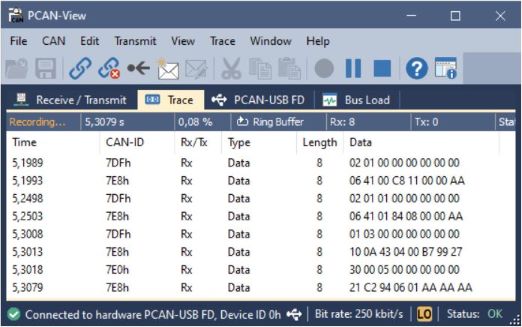 PCAN-View
File CAN Edit Transmit View Trace Window Help
Receive / Transmit Trace PCAN-USB FD Bus Load
Recording... 5,3079 s 0,08 % Ring Buffer Rx: 8 Tx: 0 Stat
Time CAN-ID Rx/Tx Type Length Data
5,1989 7DFh Rx Data 8 02 01 00 00 00 00 00 00
5,1993 7E8h Rx Data 8 06 41 00 C8 11 00 00 AA
5,2498 7DFh Rx Data 8 02 01 01 00 00 00 00 00
5,2503 7E8h Rx Data 8 06 41 01 84 08 00 00 AA
5,3008 7DFh Rx Data 8 01 03 00 00 00 00 00 00
5,3013 7E8h Rx Data 8 10 0A 43 04 00 B7 99 27
5,3018 7E0h Rx Data 8 30 00 05 00 00 00 00 00
5,3079 7E8h Rx Data 8 21 C2 94 06 01 AA AA AA
Connected to hardware PCAN-USB FD, Device ID 0h Bit rate: 250 kbit/s LO Status: OK